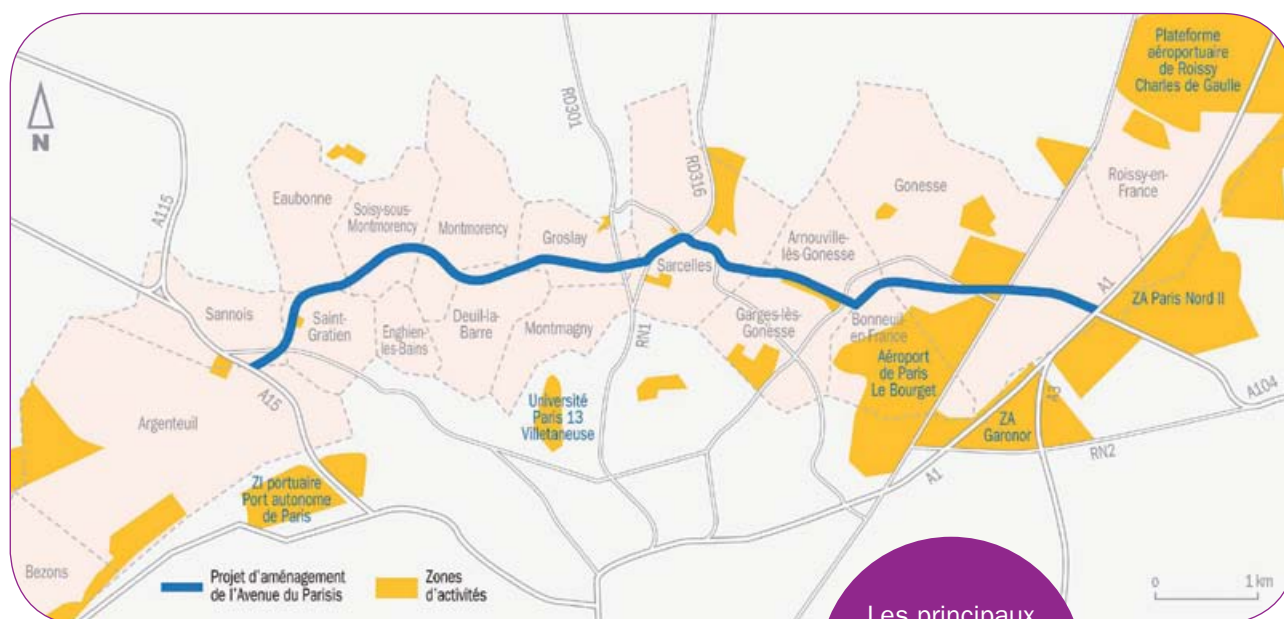 Plateforme
aéroportuaire
de Roissy
Charles de Gaulle
N
RD301
RD316
A115
Eaubonne
Soisy-sous-
Montmorency
Montmorency
Groslay
Sarcelles
Arnouville-
lès-Gonesse
Gonesse
Roissy-en-
France
A1
ZA Paris Nord II
Sannois
Saint-
Gratien
Enghien-
les-Bains
Deuil-la-
Barre
Montmagny
RN1
Garges-lès-
Gonesse
Bonneuil-
en-France
Aéroport
de Paris
Le Bourget
A15
Argenteuil
Université
Paris 13
Villetaneuse
A3
A104
ZA
Garonor
RN2
A1
ZI portuaire
Port autonome
de Paris
Bezons
Projet d'aménagement
de l'Avenue du Parisis
Zones
d'activités
0 1 km
Les principaux